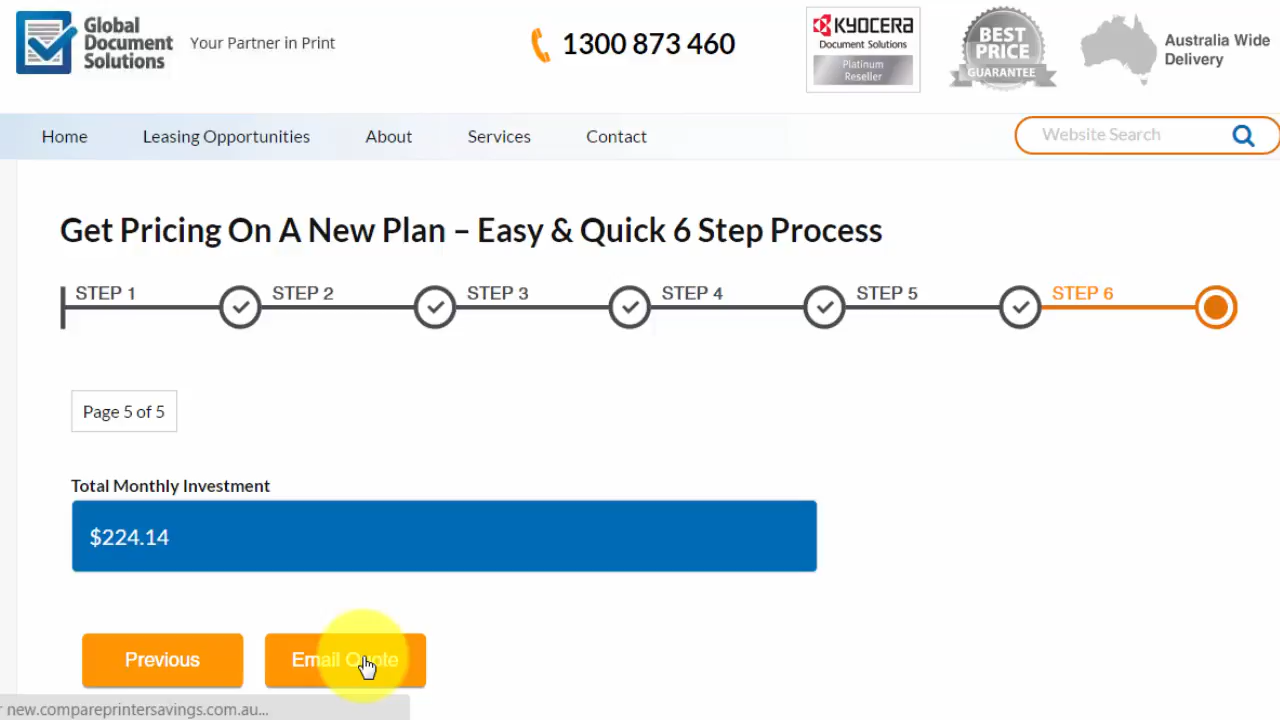 Global
Document
Solutions
Your Partner in Print
1300 873 460
KYOCERA
Document Solutions
Platinum
Reseller
BEST
PRICE
GUARANTEE
Australia Wide
Delivery
Home Leasing Opportunities About Services Contact
Website Search
Get Pricing On A New Plan – Easy & Quick 6 Step Process
STEP 1 STEP 2 STEP 3 STEP 4 STEP 5 STEP 6
Page 5 of 5
Total Monthly Investment
$224.14
Previous Email Quote
new.compareprintersavings.com.au...